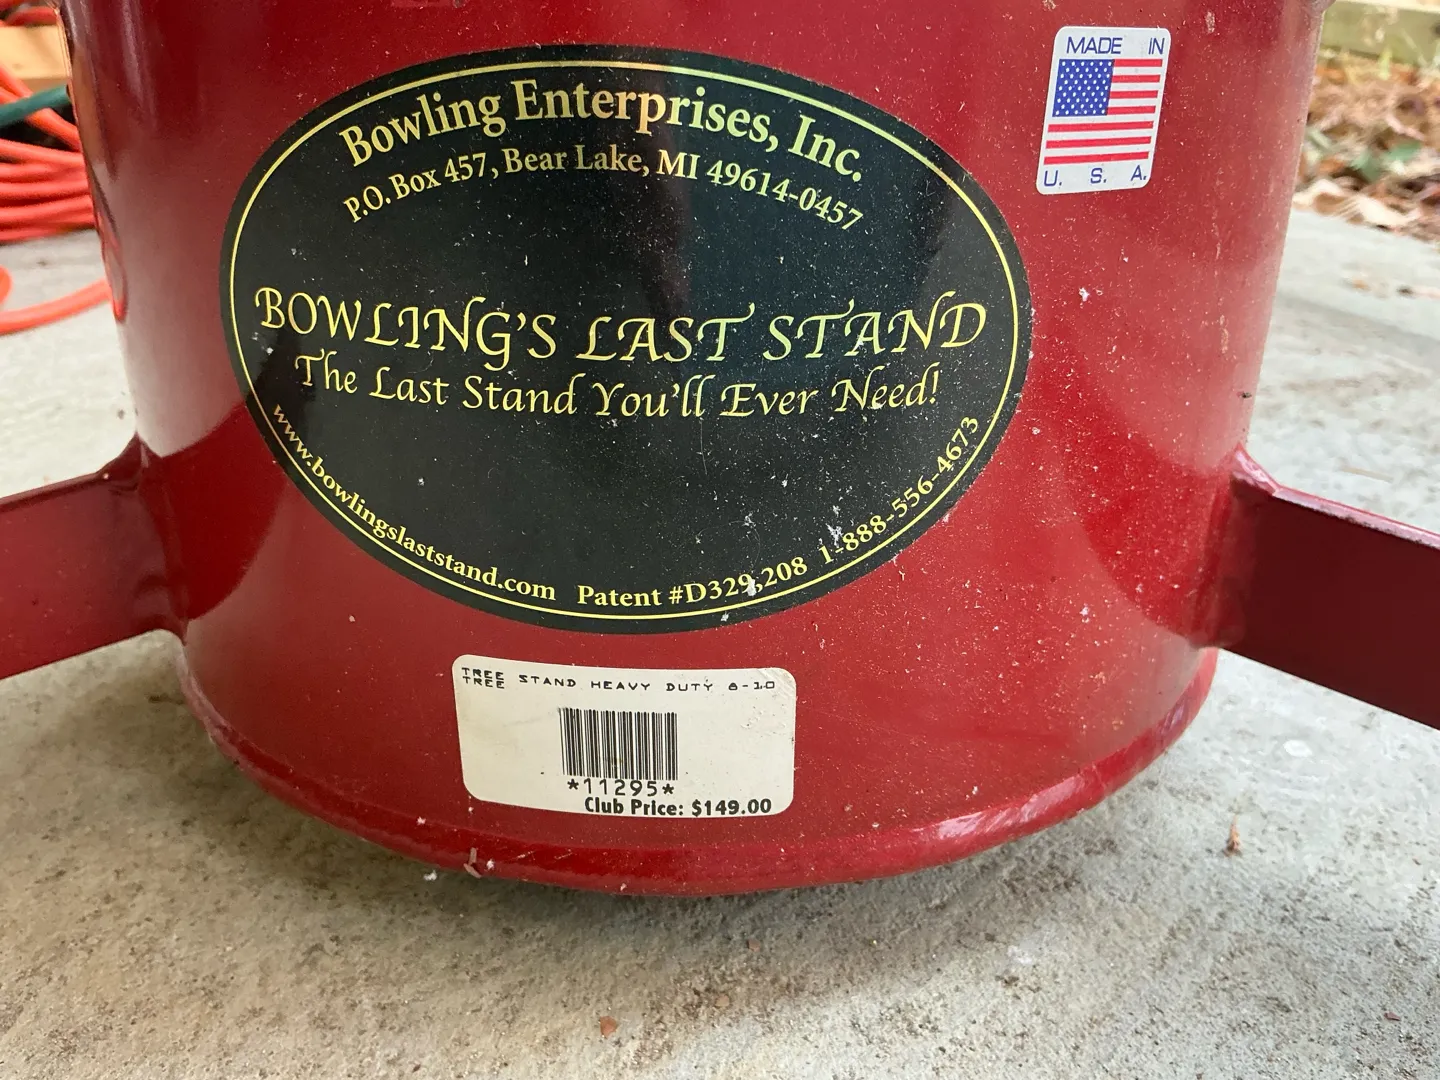 Bowling Enterprises, Inc.
P.O. Box 457, Bear Lake, MI 49614-0457
BOWLING'S LAST STAND
The Last Stand You'll Ever Need!
www.bowlingslaststand.com Patent #D329,208 1-888-556-4673
MADE IN
U. S. A.
TREE STAND HEAVY DUTY 8-10
TREE
*11295*
Club Price: $149.00